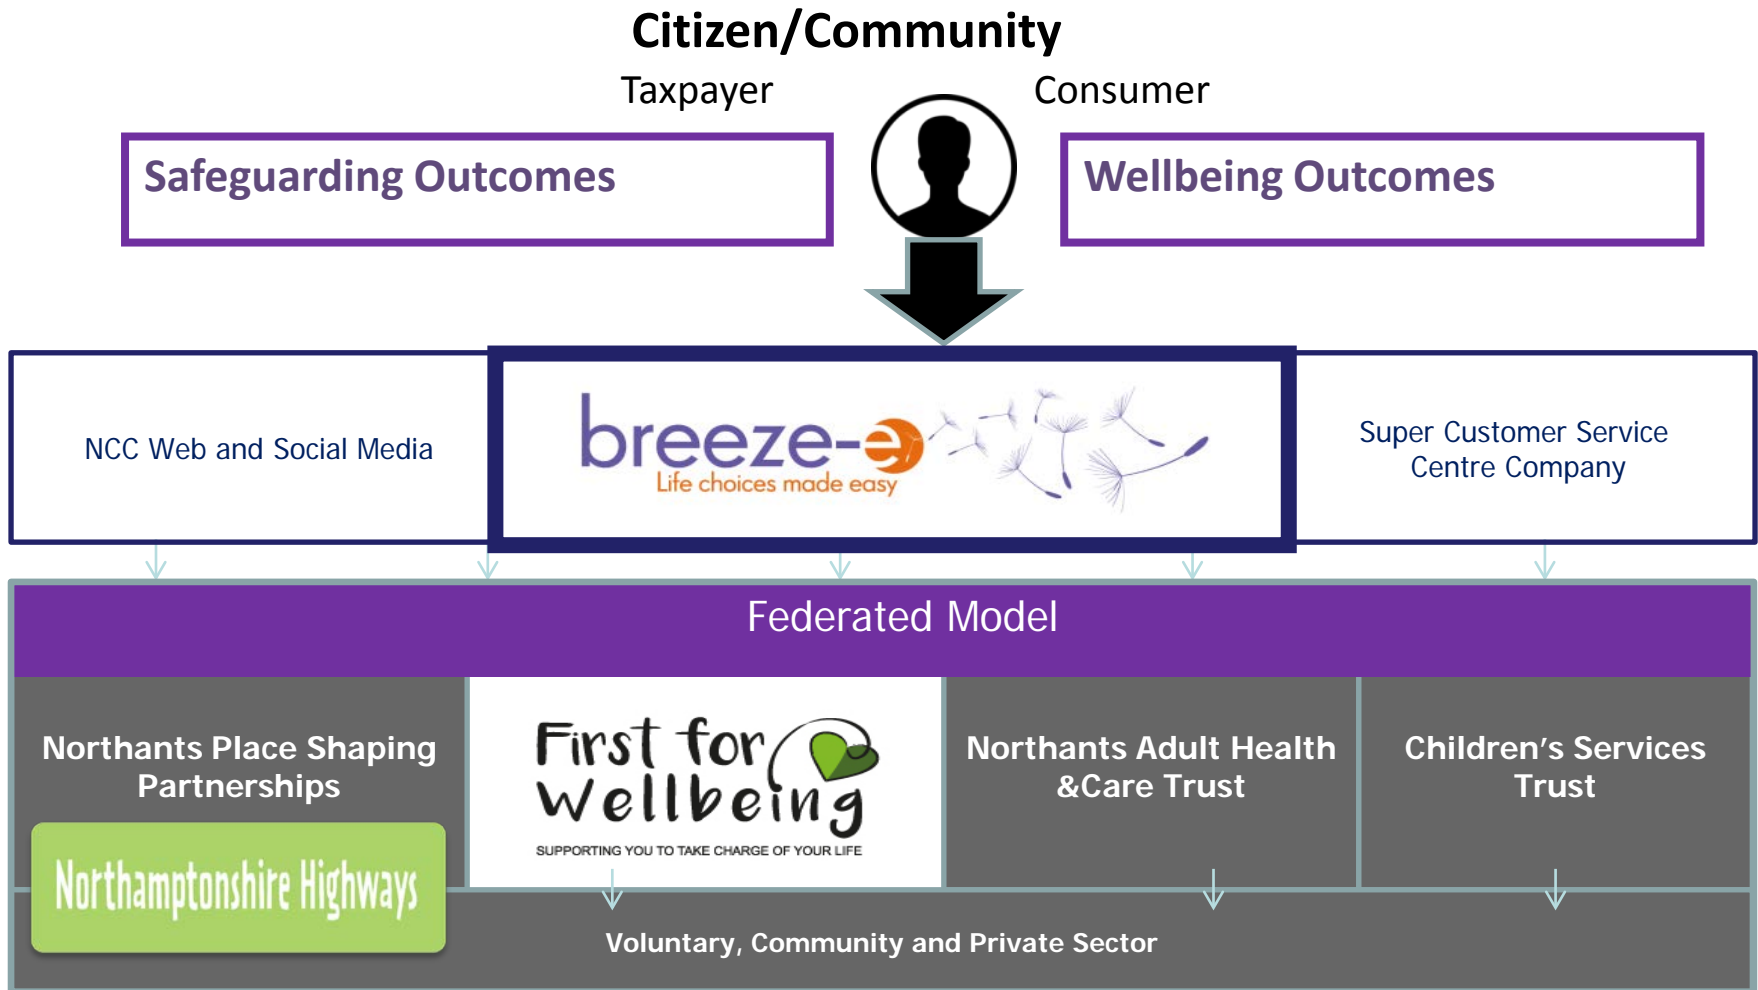 Citizen/Community
Taxpayer
Consumer
Safeguarding Outcomes
Wellbeing Outcomes
NCC Web and Social Media
breeze-e
Life choices made easy
Super Customer Service
Centre Company
Federated Model
Northants Place Shaping
Partnerships
Northamptonshire Highways
First for
Wellbeing
SUPPORTING YOU TO TAKE CHARGE OF YOUR LIFE
Northants Adult Health
&Care Trust
Children’s Services
Trust
Voluntary, Community and Private Sector